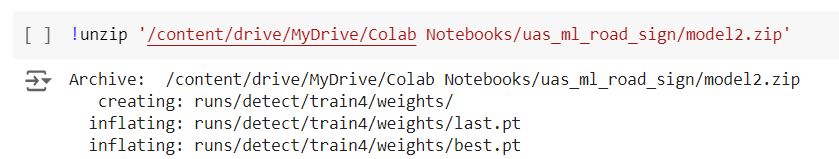 [ ] !unzip '/content/drive/MyDrive/Colab Notebooks/uas_ml_road_sign/model2.zip'
Archive:  /content/drive/MyDrive/Colab Notebooks/uas_ml_road_sign/model2.zip
   creating: runs/detect/train4/weights/
  inflating: runs/detect/train4/weights/last.pt
  inflating: runs/detect/train4/weights/best.pt